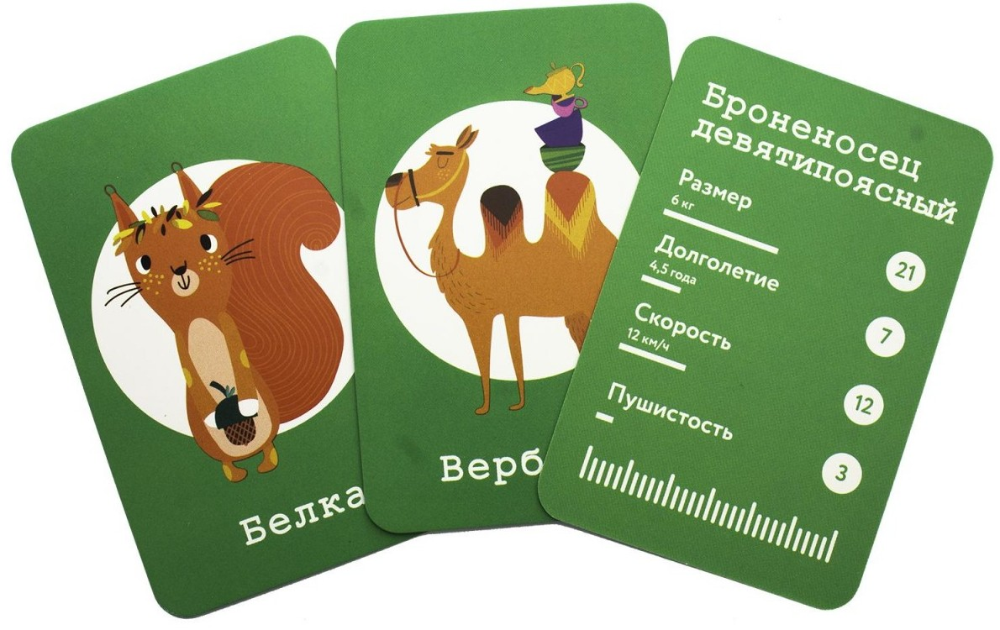 Белка
Верб
Броненосец
девятипоясный
Размер
6 кг
21
Долголетие
4,5 года
7
Скорость
12 км/ч
12
Пушистость
3